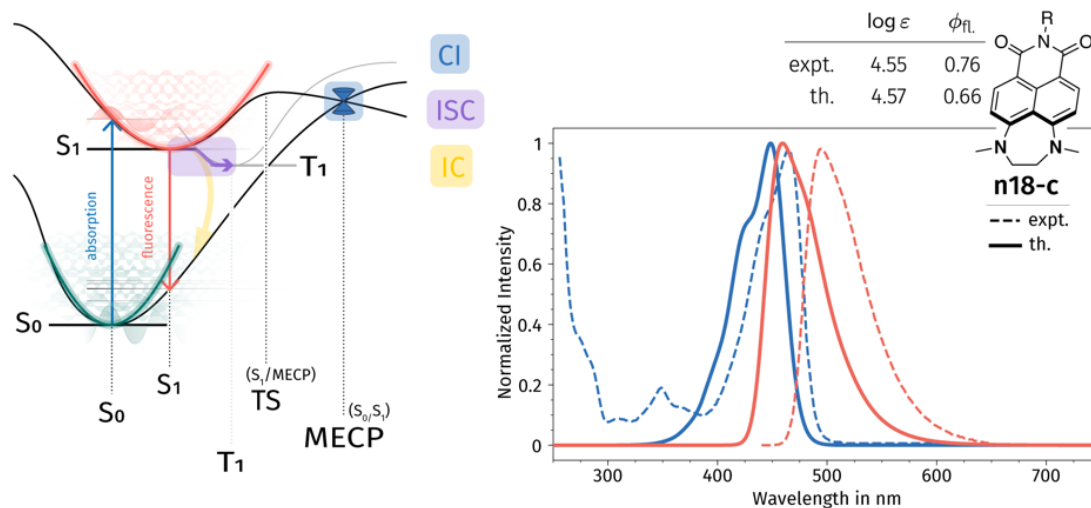 CI
ISC
IC
S₁
T₁
absorption
fluorescence
S₀
S₀
S₁
T₁
(S₁/MECP)
TS
(S₀/S₁)
MECP
log ε ϕfl.
expt. 4.55 0.76
th. 4.57 0.66
R
O N O
N N
n18-c
expt.
th.
Normalized Intensity
1
0.8
0.6
0.4
0.2
0
300 400 500 600 700
Wavelength in nm